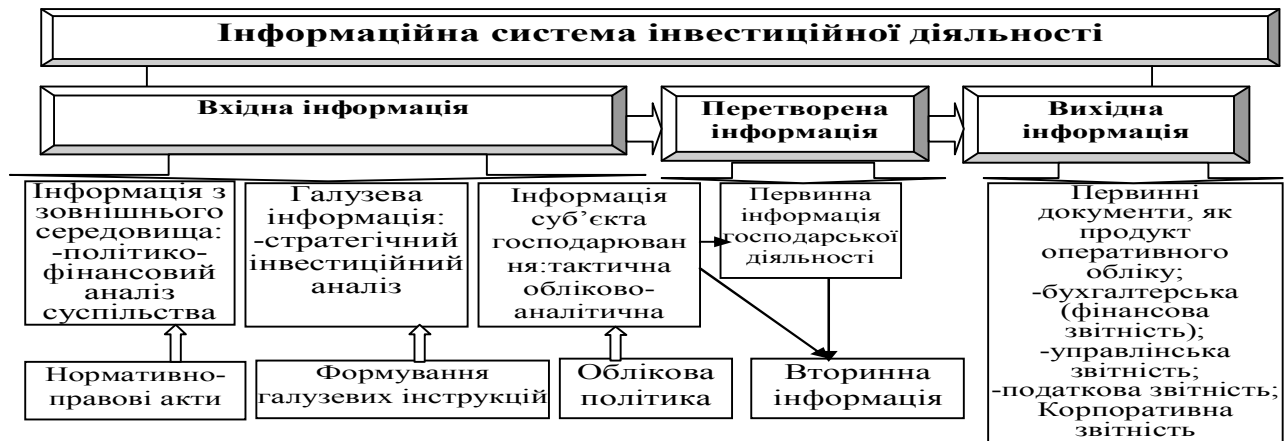 Інформаційна система інвестиційної діяльності
Вхідна інформація
Перетворена
інформація
Вихідна
інформація
Інформація з
зовнішнього
середовища:
-політико-
фінансовий
аналіз
суспільства
Галузева
інформація:
-стратегічний
інвестиційний
аналіз
Інформація
суб’єкта
господарюван
ня:тактична
обліково-
аналітична
Первинна
інформація
господарської
діяльності
Первинні
документи, як
продукт
оперативного
обліку;
-бухгалтерська
(фінансова
звітність);
-управлінська
звітність;
-податкова звітність;
Корпоративна
звітність
Нормативно-
правові акти
Формування
галузевих інструкцій
Облікова
політика
Вторинна
інформація